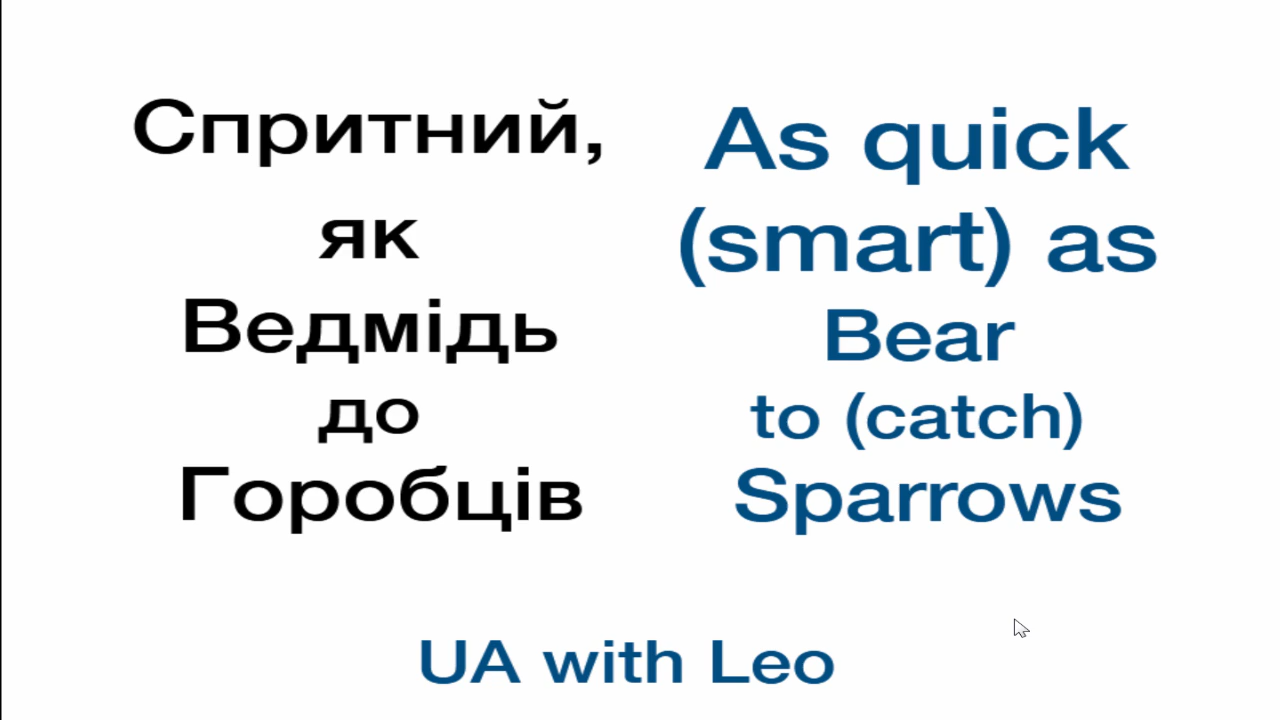 Спритний,
як
Ведмідь
до
Горобців
As quick
(smart) as
Bear
to (catch)
Sparrows
UA with Leo